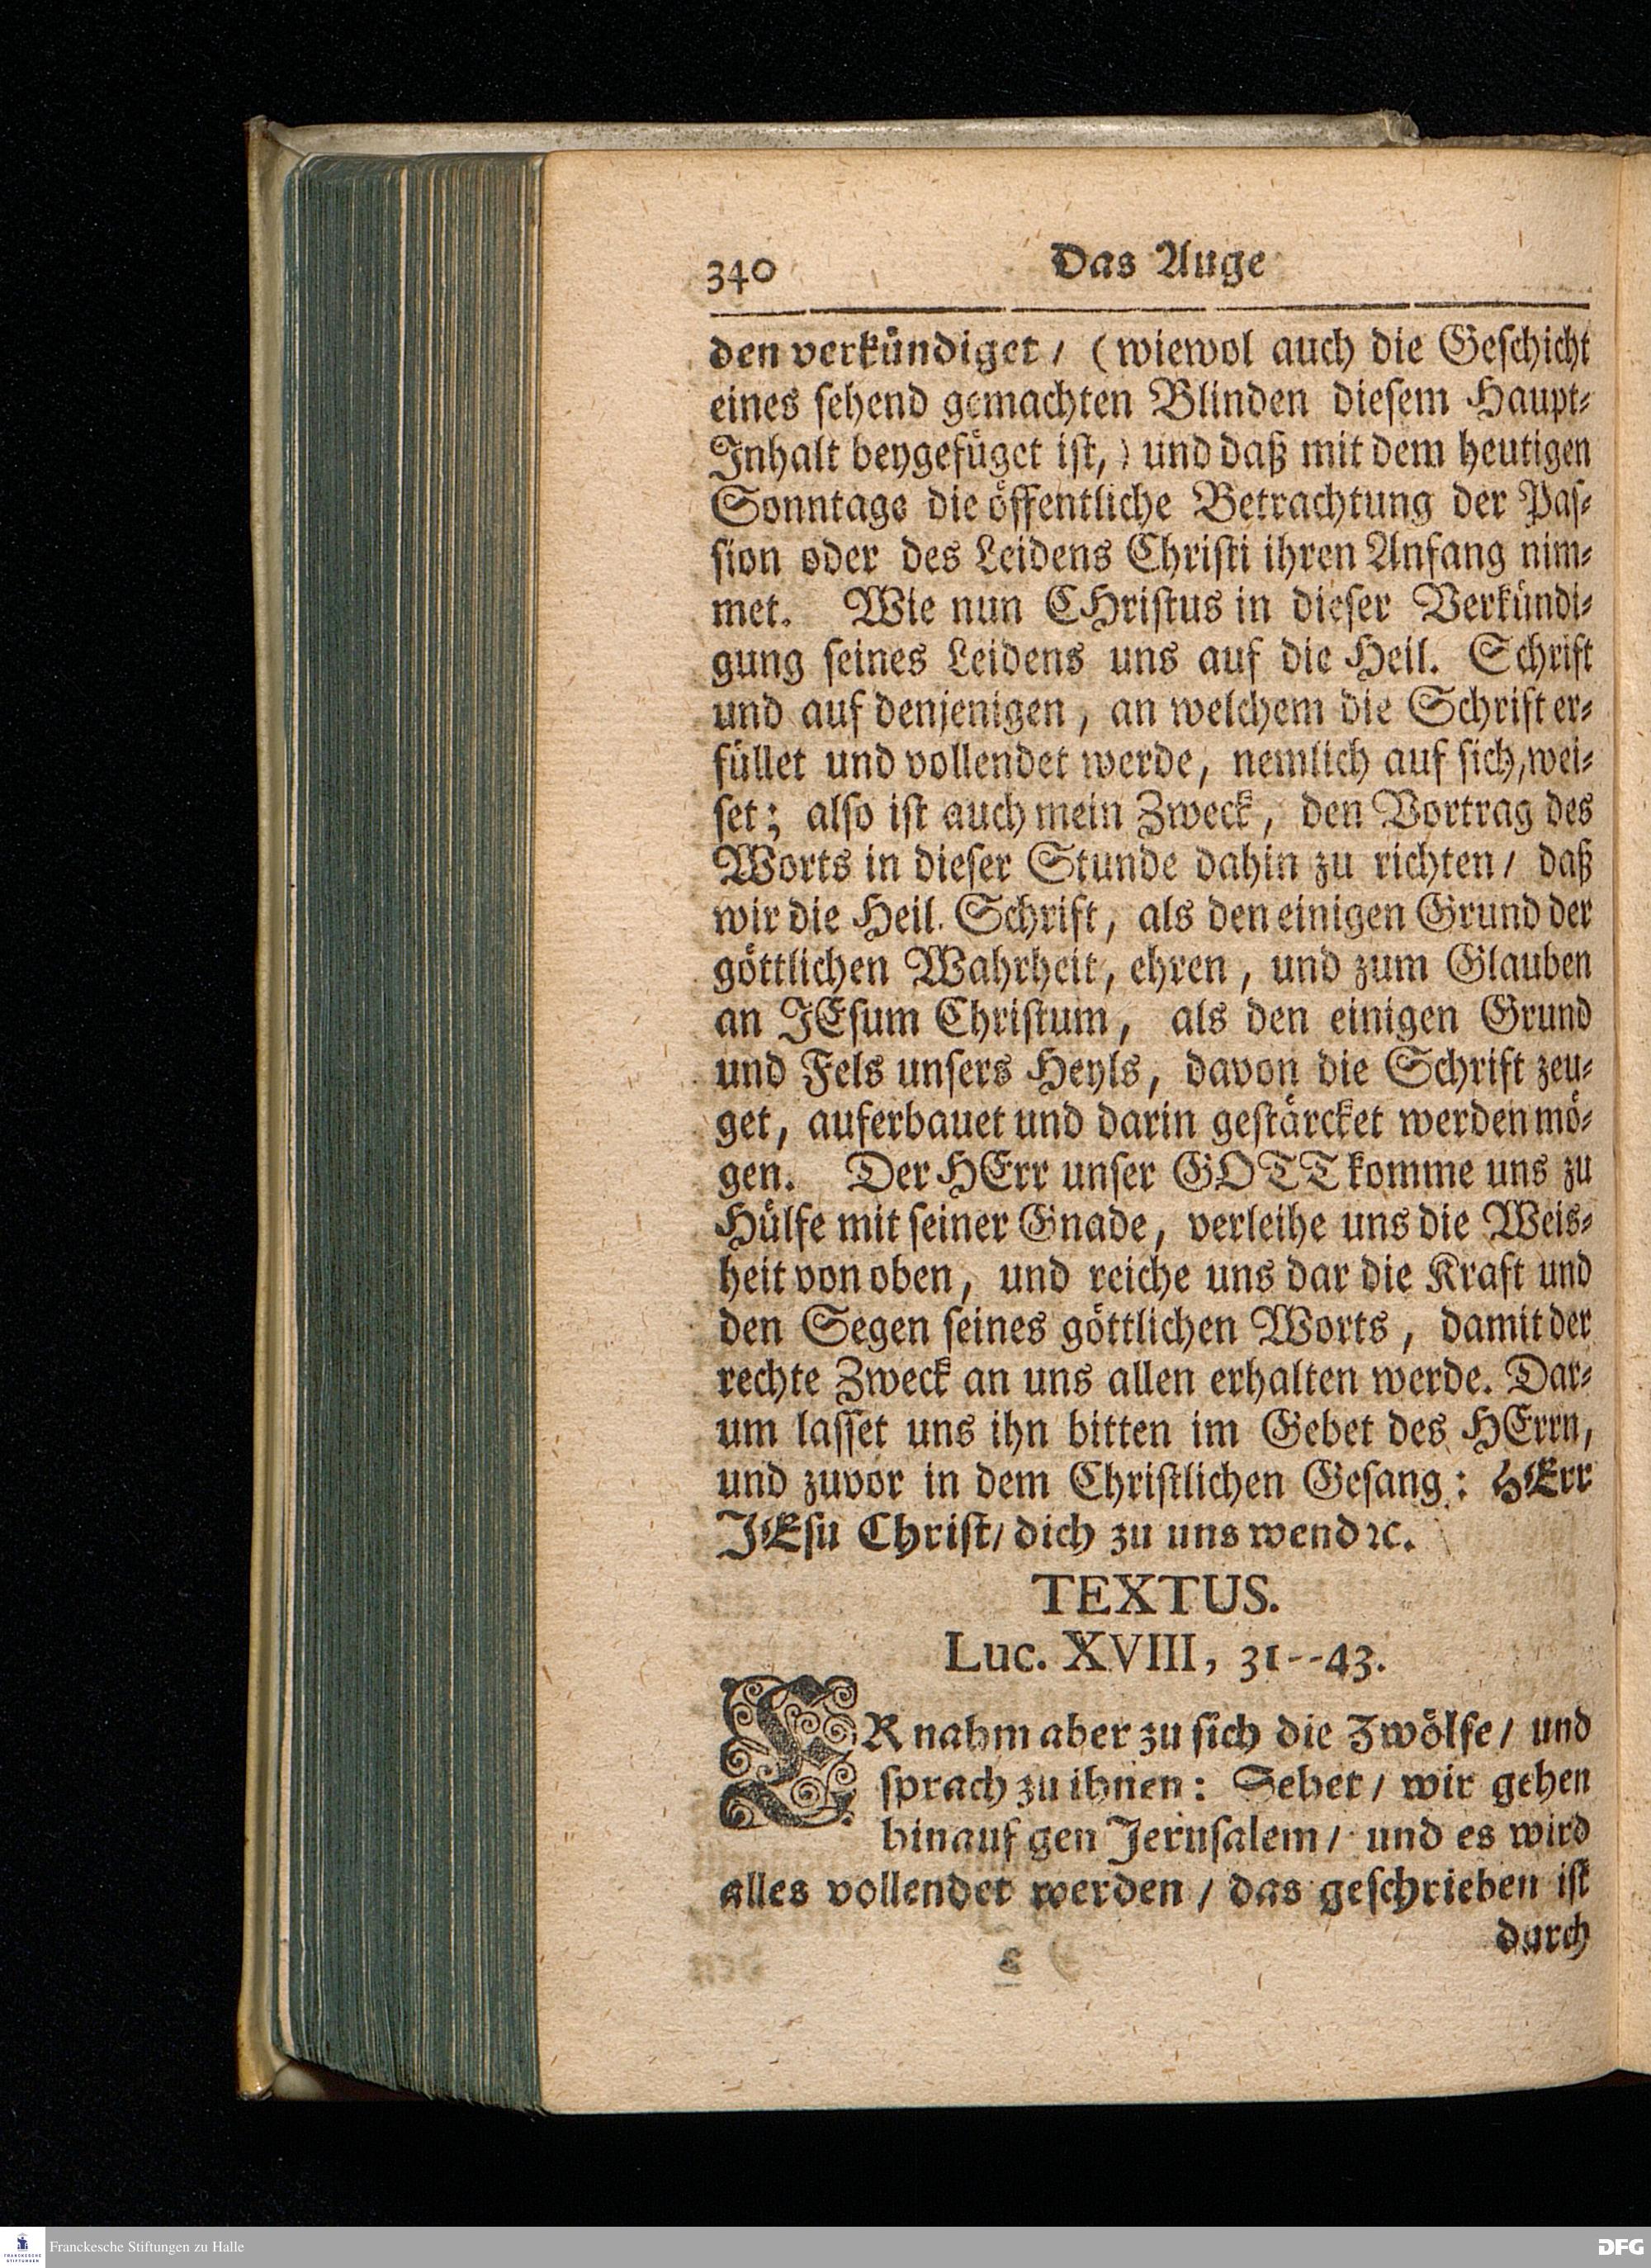 340 Das Auge
den verkündiget / (wiewol auch die Geschicht
eines sehend gemachten Blinden diesem Haupt-
Inhalt beygefüget ist,) und daß mit dem heutigen
Sonntage die öffentliche Betrachtung der Pas-
sion oder des Leidens Christi ihren Anfang nim-
met. Wie nun CHristus in dieser Verkündi-
gung seines Leidens uns auf die Heil. Schrift
und auf denjenigen, an welchem die Schrift er-
füllet und vollendet werde, nemlich auf sich, wei-
set; also ist auch mein Zweck, den Vortrag des
Worts in dieser Stunde dahin zu richten / daß
wir die Heil. Schrift, als den einigen Grund der
göttlichen Wahrheit, ehren, und zum Glauben
an JEsum Christum, als den einigen Grund
und Fels unsers Heyls, davon die Schrift zeu-
get, auferbauet und darin gestärcket werden mö-
gen. Der HErr unser GOTT komme uns zu
Hülfe mit seiner Gnade, verleihe uns die Weis-
heit von oben, und reiche uns dar die Kraft und
den Segen seines göttlichen Worts, damit der
rechte Zweck an uns allen erhalten werde. Dar-
um lasset uns ihn bitten im Gebet des HErrn,
und zuvor in dem Christlichen Gesang: HErr
JEsu Christ / dich zu uns wend ꝛc.
TEXTUS.
Luc. XVIII, 31--43.
ER nahm aber zu sich die Zwölfe / und
sprach zu ihnen: Sehet / wir gehen
hinauf gen Jerusalem / und es wird
alles vollendet werden / das geschrieben ist
durch
Franckesche Stiftungen zu Halle
FRANCKESCHE STIFTUNGEN
DFG